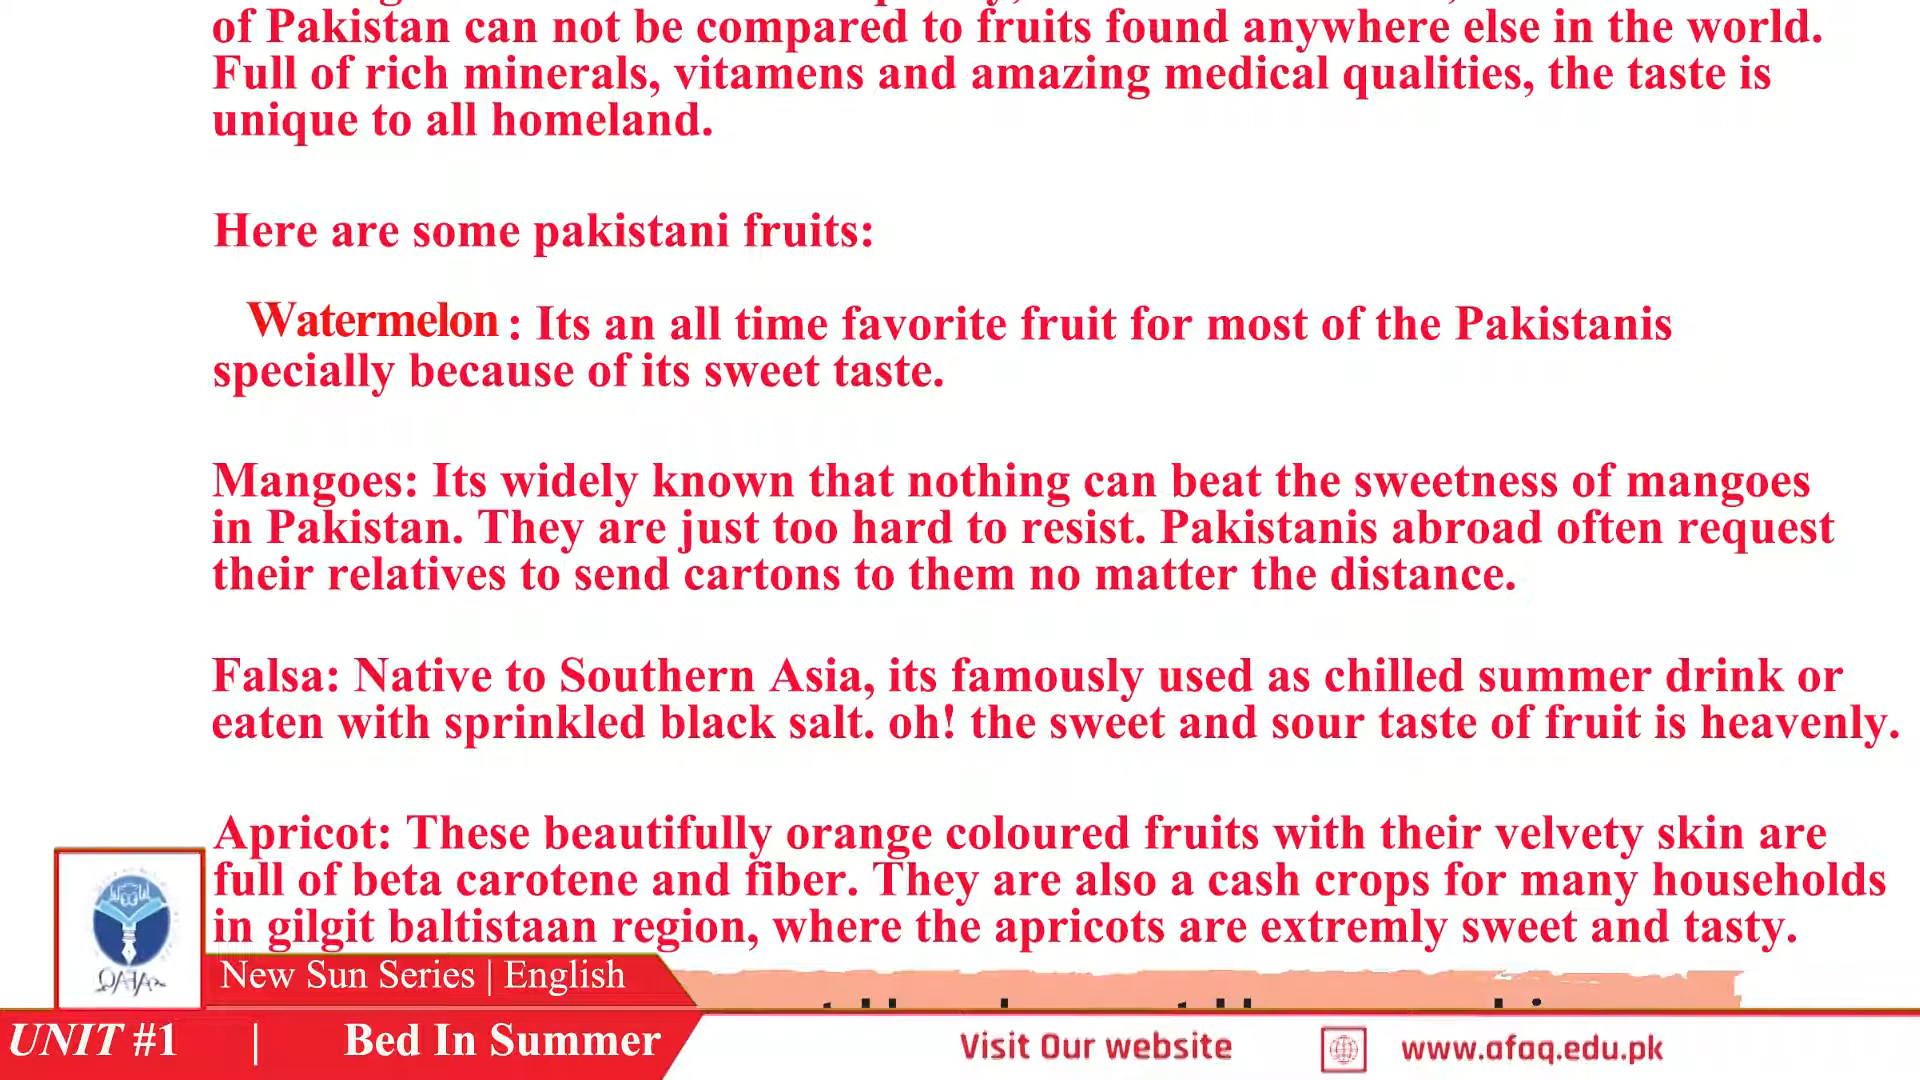 of Pakistan can not be compared to fruits found anywhere else in the world.
Full of rich minerals, vitamens and amazing medical qualities, the taste is
unique to all homeland.
Here are some pakistani fruits:
Watermelon : Its an all time favorite fruit for most of the Pakistanis
specially because of its sweet taste.
Mangoes: Its widely known that nothing can beat the sweetness of mangoes
in Pakistan. They are just too hard to resist. Pakistanis abroad often request
their relatives to send cartons to them no matter the distance.
Falsa: Native to Southern Asia, its famously used as chilled summer drink or
eaten with sprinkled black salt. oh! the sweet and sour taste of fruit is heavenly.
Apricot: These beautifully orange coloured fruits with their velvety skin are
full of beta carotene and fiber. They are also a cash crops for many households
in gilgit baltistaan region, where the apricots are extremly sweet and tasty.
New Sun Series | English
UNIT #1 | Bed In Summer
Visit Our website www.afaq.edu.pk